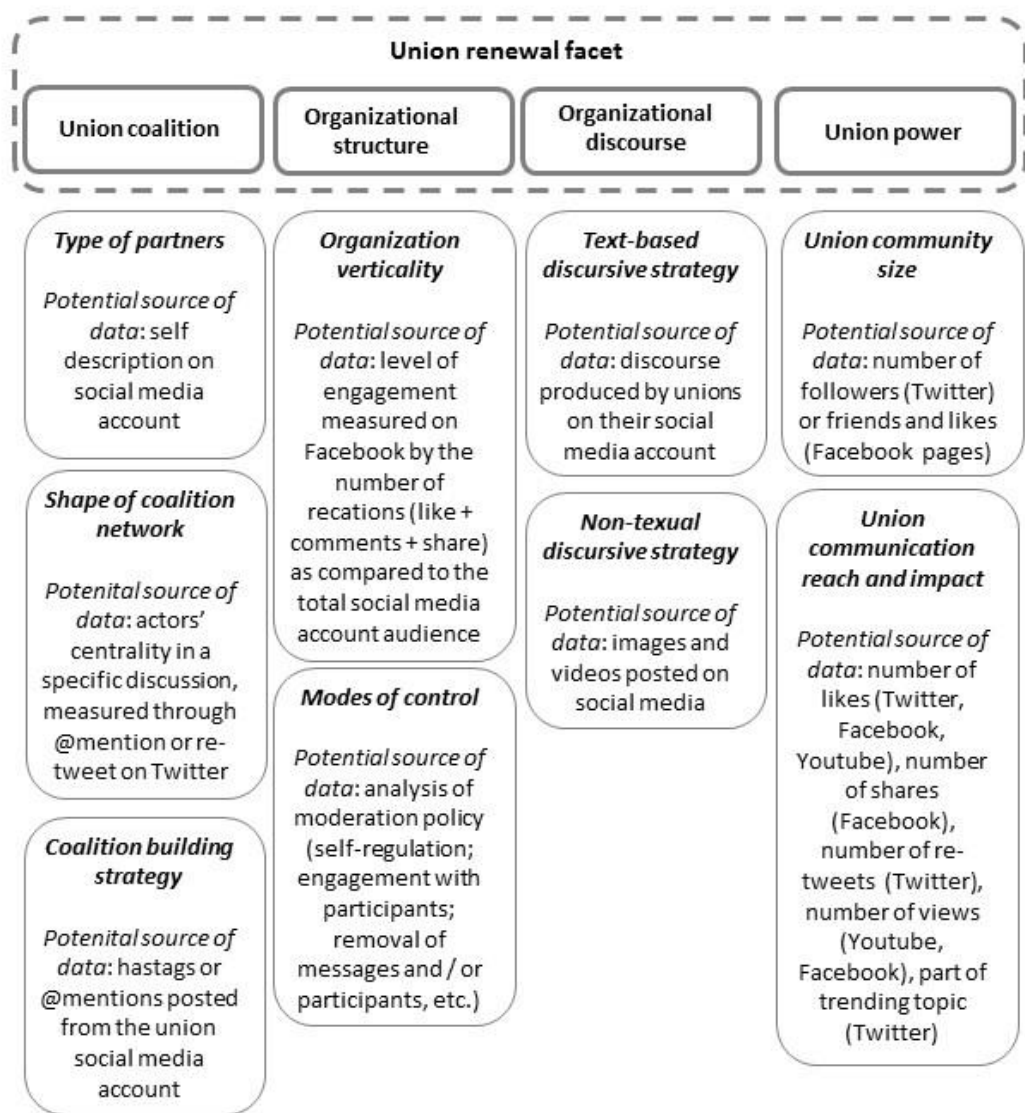 Union renewal facet
Union coalition
Organizational
structure
Organizational
discourse
Union power
Type of partners
Potential source of
data: self
description on
social media
account
Shape of coalition
network
Potenital source of
data: actors'
centrality in a
specific discussion,
measured through
@mention or re-
tweet on Twitter
Coalition building
strategy
Potenital source of
data: hastags or
@mentions posted
from the union
social media
account
Organization
verticality
Potential source of
data: level of
engagement
measured on
Facebook by the
number of
recations (like +
comments + share)
as compared to the
total social media
account audience
Modes of control
Potential source of
data: analysis of
moderation policy
(self-regulation;
engagement with
participants;
removal of
messages and / or
participants, etc.)
Text-based
discursive strategy
Potential source of
data: discourse
produced by unions
on their social
media account
Non-texual
discursive strategy
Potential source of
data: images and
videos posted on
social media
Union community
size
Potential source of
data: number of
followers (Twitter)
or friends and likes
(Facebook pages)
Union
communication
reach and impact
Potential source of
data: number of
likes (Twitter,
Facebook,
Youtube), number
of shares
(Facebook),
number of re-
tweets (Twitter),
number of views
(Youtube,
Facebook), part of
trending topic
(Twitter)